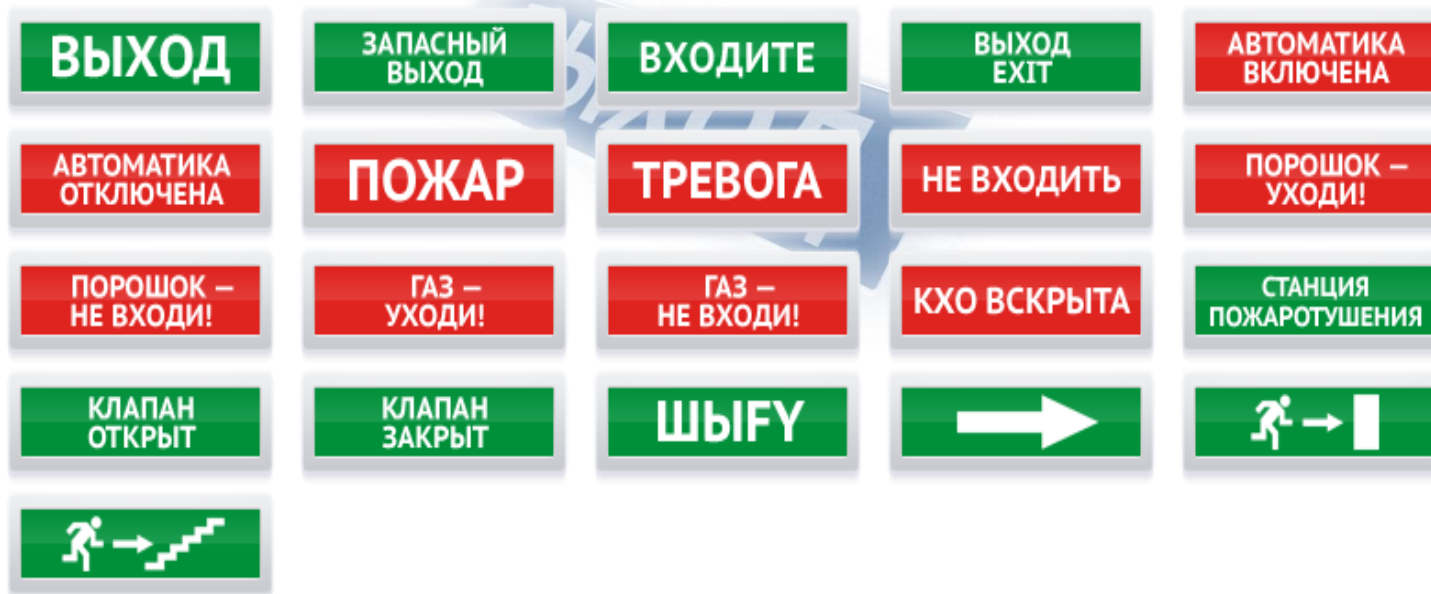 ВЫХОД
ЗАПАСНЫЙ
ВЫХОД
ВХОДИТЕ
ВЫХОД
EXIT
АВТОМАТИКА
ВКЛЮЧЕНА
АВТОМАТИКА
ОТКЛЮЧЕНА
ПОЖАР
ТРЕВОГА
НЕ ВХОДИТЬ
ПОРОШОК —
УХОДИ!
ПОРОШОК —
НЕ ВХОДИ!
ГАЗ —
УХОДИ!
ГАЗ —
НЕ ВХОДИ!
КХО ВСКРЫТА
СТАНЦИЯ
ПОЖАРОТУШЕНИЯ
КЛАПАН
ОТКРЫТ
КЛАПАН
ЗАКРЫТ
ШЫFY